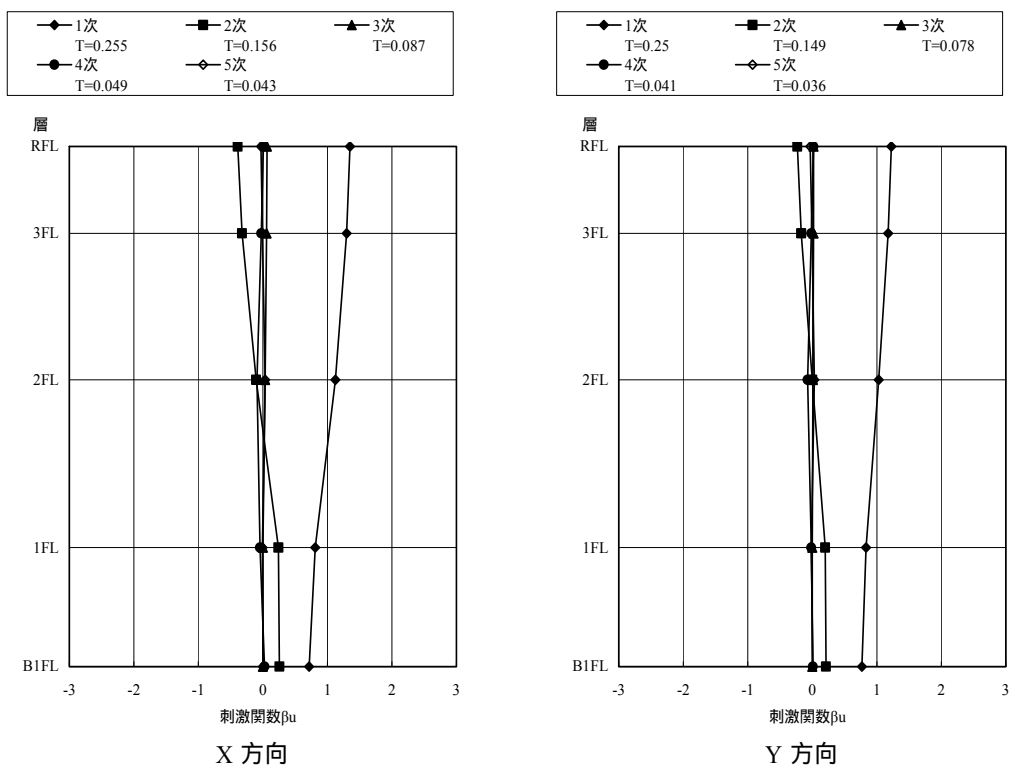 1次 2次 3次
T=0.255 T=0.156 T=0.087
4次 5次
T=0.049 T=0.043
層
RFL
3FL
2FL
1FL
B1FL
-3 -2 -1 0 1 2 3
刺激関数βu
X 方向
1次 2次 3次
T=0.25 T=0.149 T=0.078
4次 5次
T=0.041 T=0.036
層
RFL
3FL
2FL
1FL
B1FL
-3 -2 -1 0 1 2 3
刺激関数βu
Y 方向